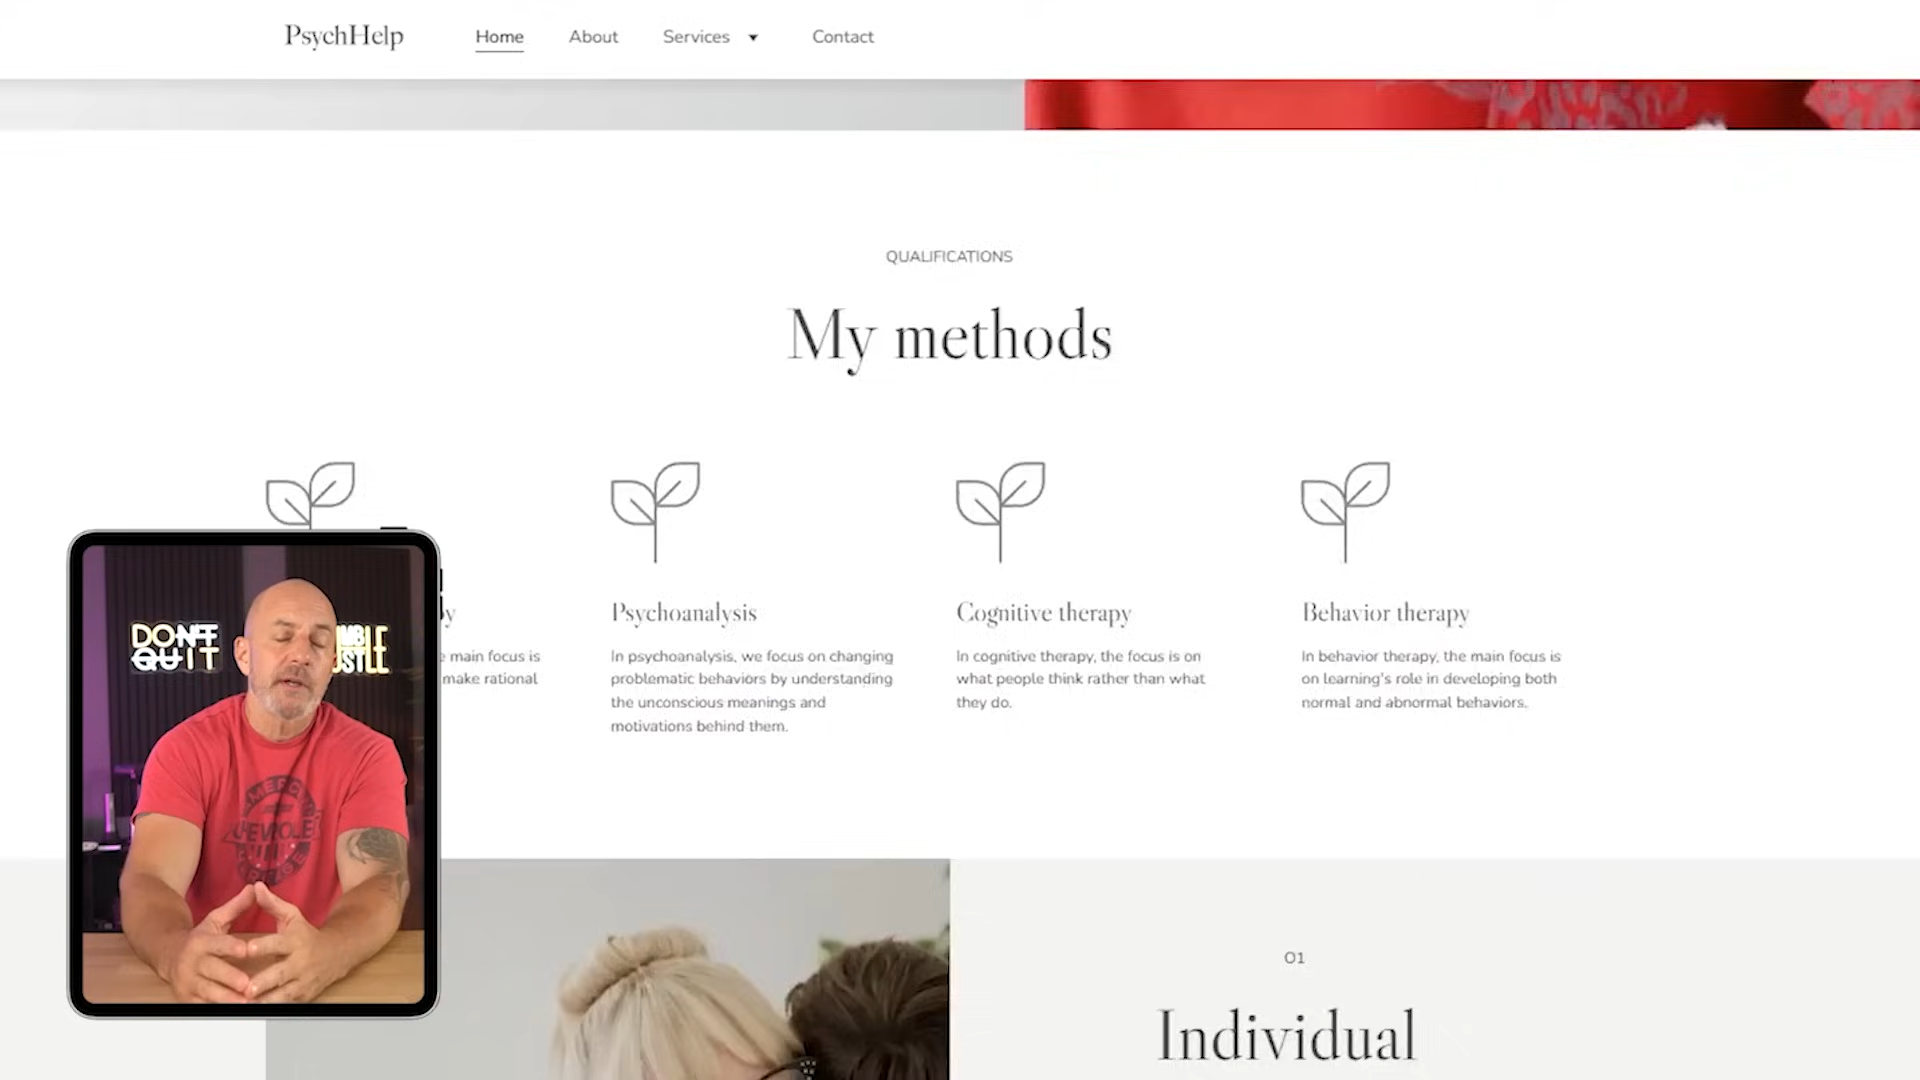 PsychHelp Home About Services Contact
QUALIFICATIONS
My methods
Psychoanalysis
In psychoanalysis, we focus on changing
problematic behaviors by understanding
the unconscious meanings and
motivations behind them.
Cognitive therapy
In cognitive therapy, the focus is on
what people think rather than what
they do.
Behavior therapy
In behavior therapy, the main focus is
on learning's role in developing both
normal and abnormal behaviors.
main focus is
make rational
DON'T
QUIT
01
Individual